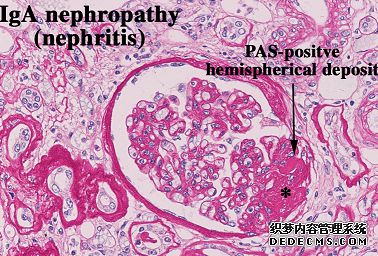 IgA nephropathy
(nephritis)
PAS-positve
hemispherical deposit
*
织梦内容管理系统
DEDECMS.COM